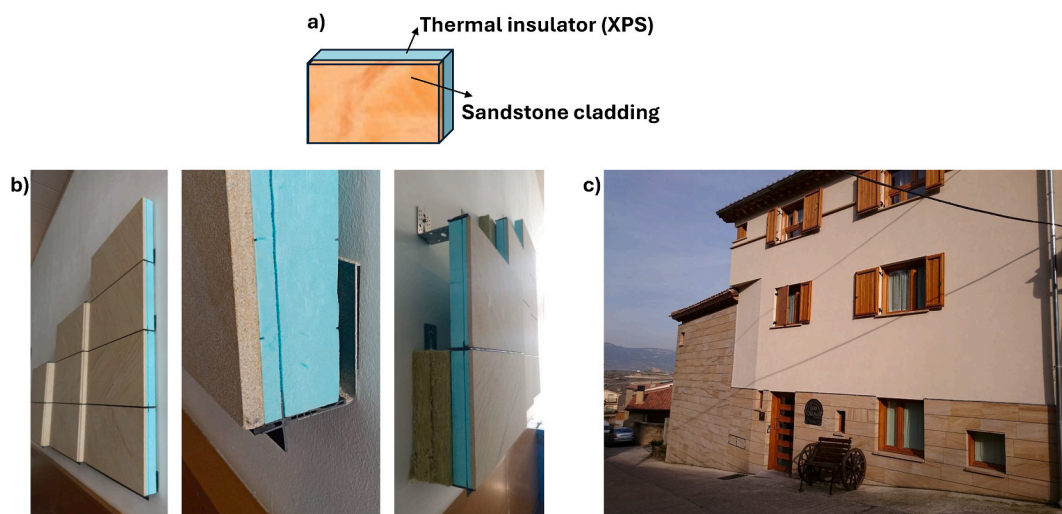 a)
Thermal insulator (XPS)
Sandstone cladding
b)
c)